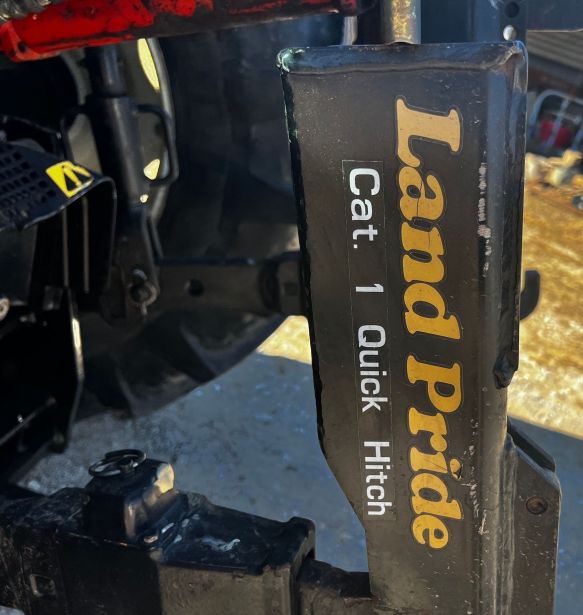 Land Pride
Cat. 1 Quick Hitch